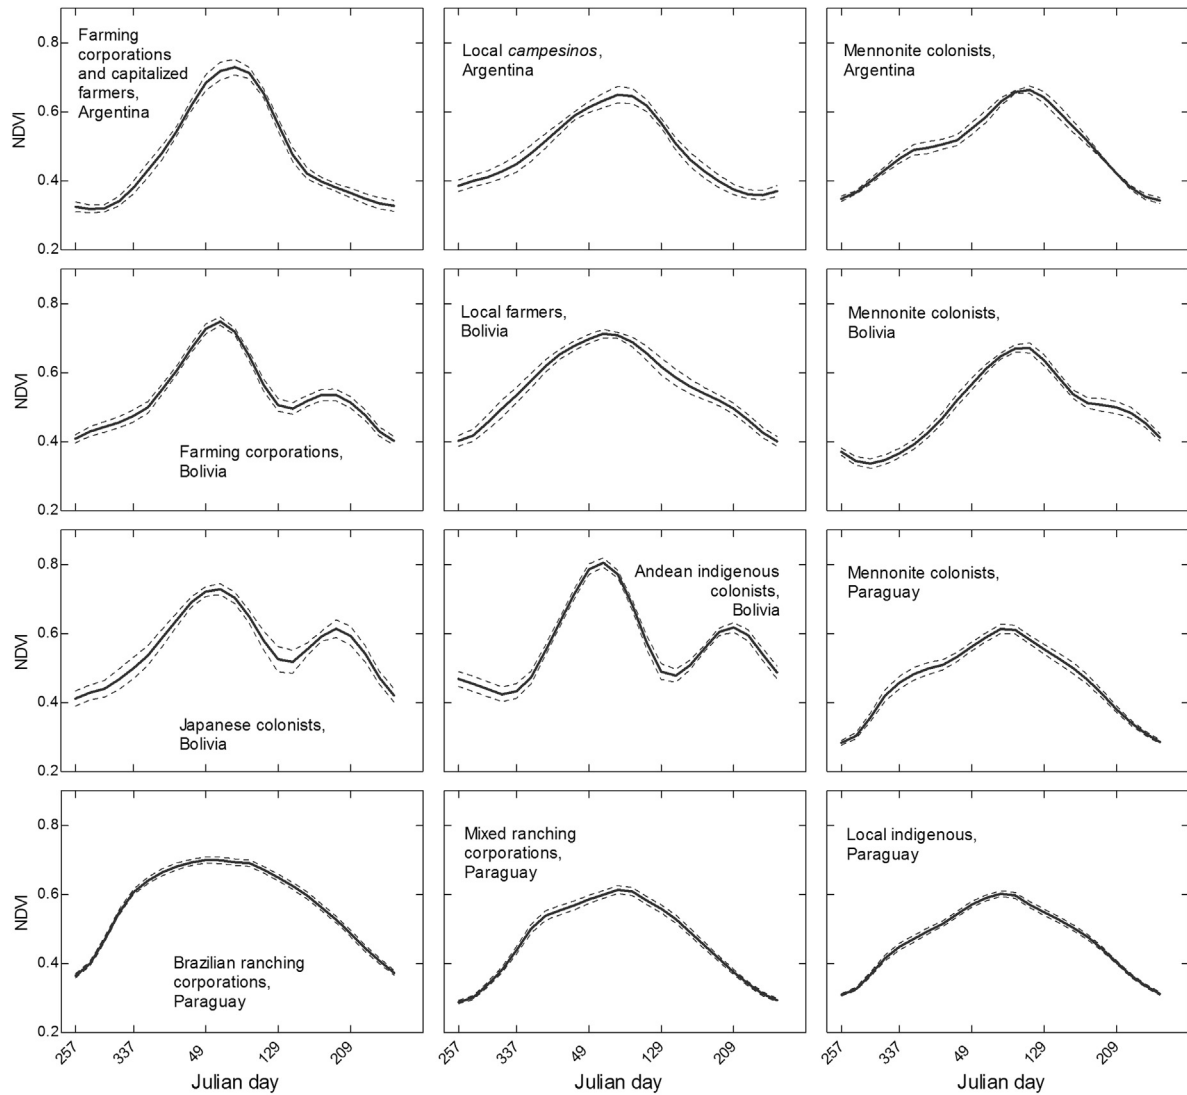 0.8
0.6
0.4
0.2
NDVI
Farming
corporations
and capitalized
farmers,
Argentina
Local campesinos,
Argentina
Mennonite colonists,
Argentina
0.8
0.6
0.4
0.2
NDVI
Farming corporations,
Bolivia
Local farmers,
Bolivia
Mennonite colonists,
Bolivia
0.8
0.6
0.4
0.2
NDVI
Japanese colonists,
Bolivia
Andean indigenous
colonists,
Bolivia
Mennonite colonists,
Paraguay
0.8
0.6
0.4
0.2
NDVI
Brazilian ranching
corporations,
Paraguay
Mixed ranching
corporations,
Paraguay
Local indigenous,
Paraguay
257 337 49 129 209
257 337 49 129 209
257 337 49 129 209
Julian day
Julian day
Julian day